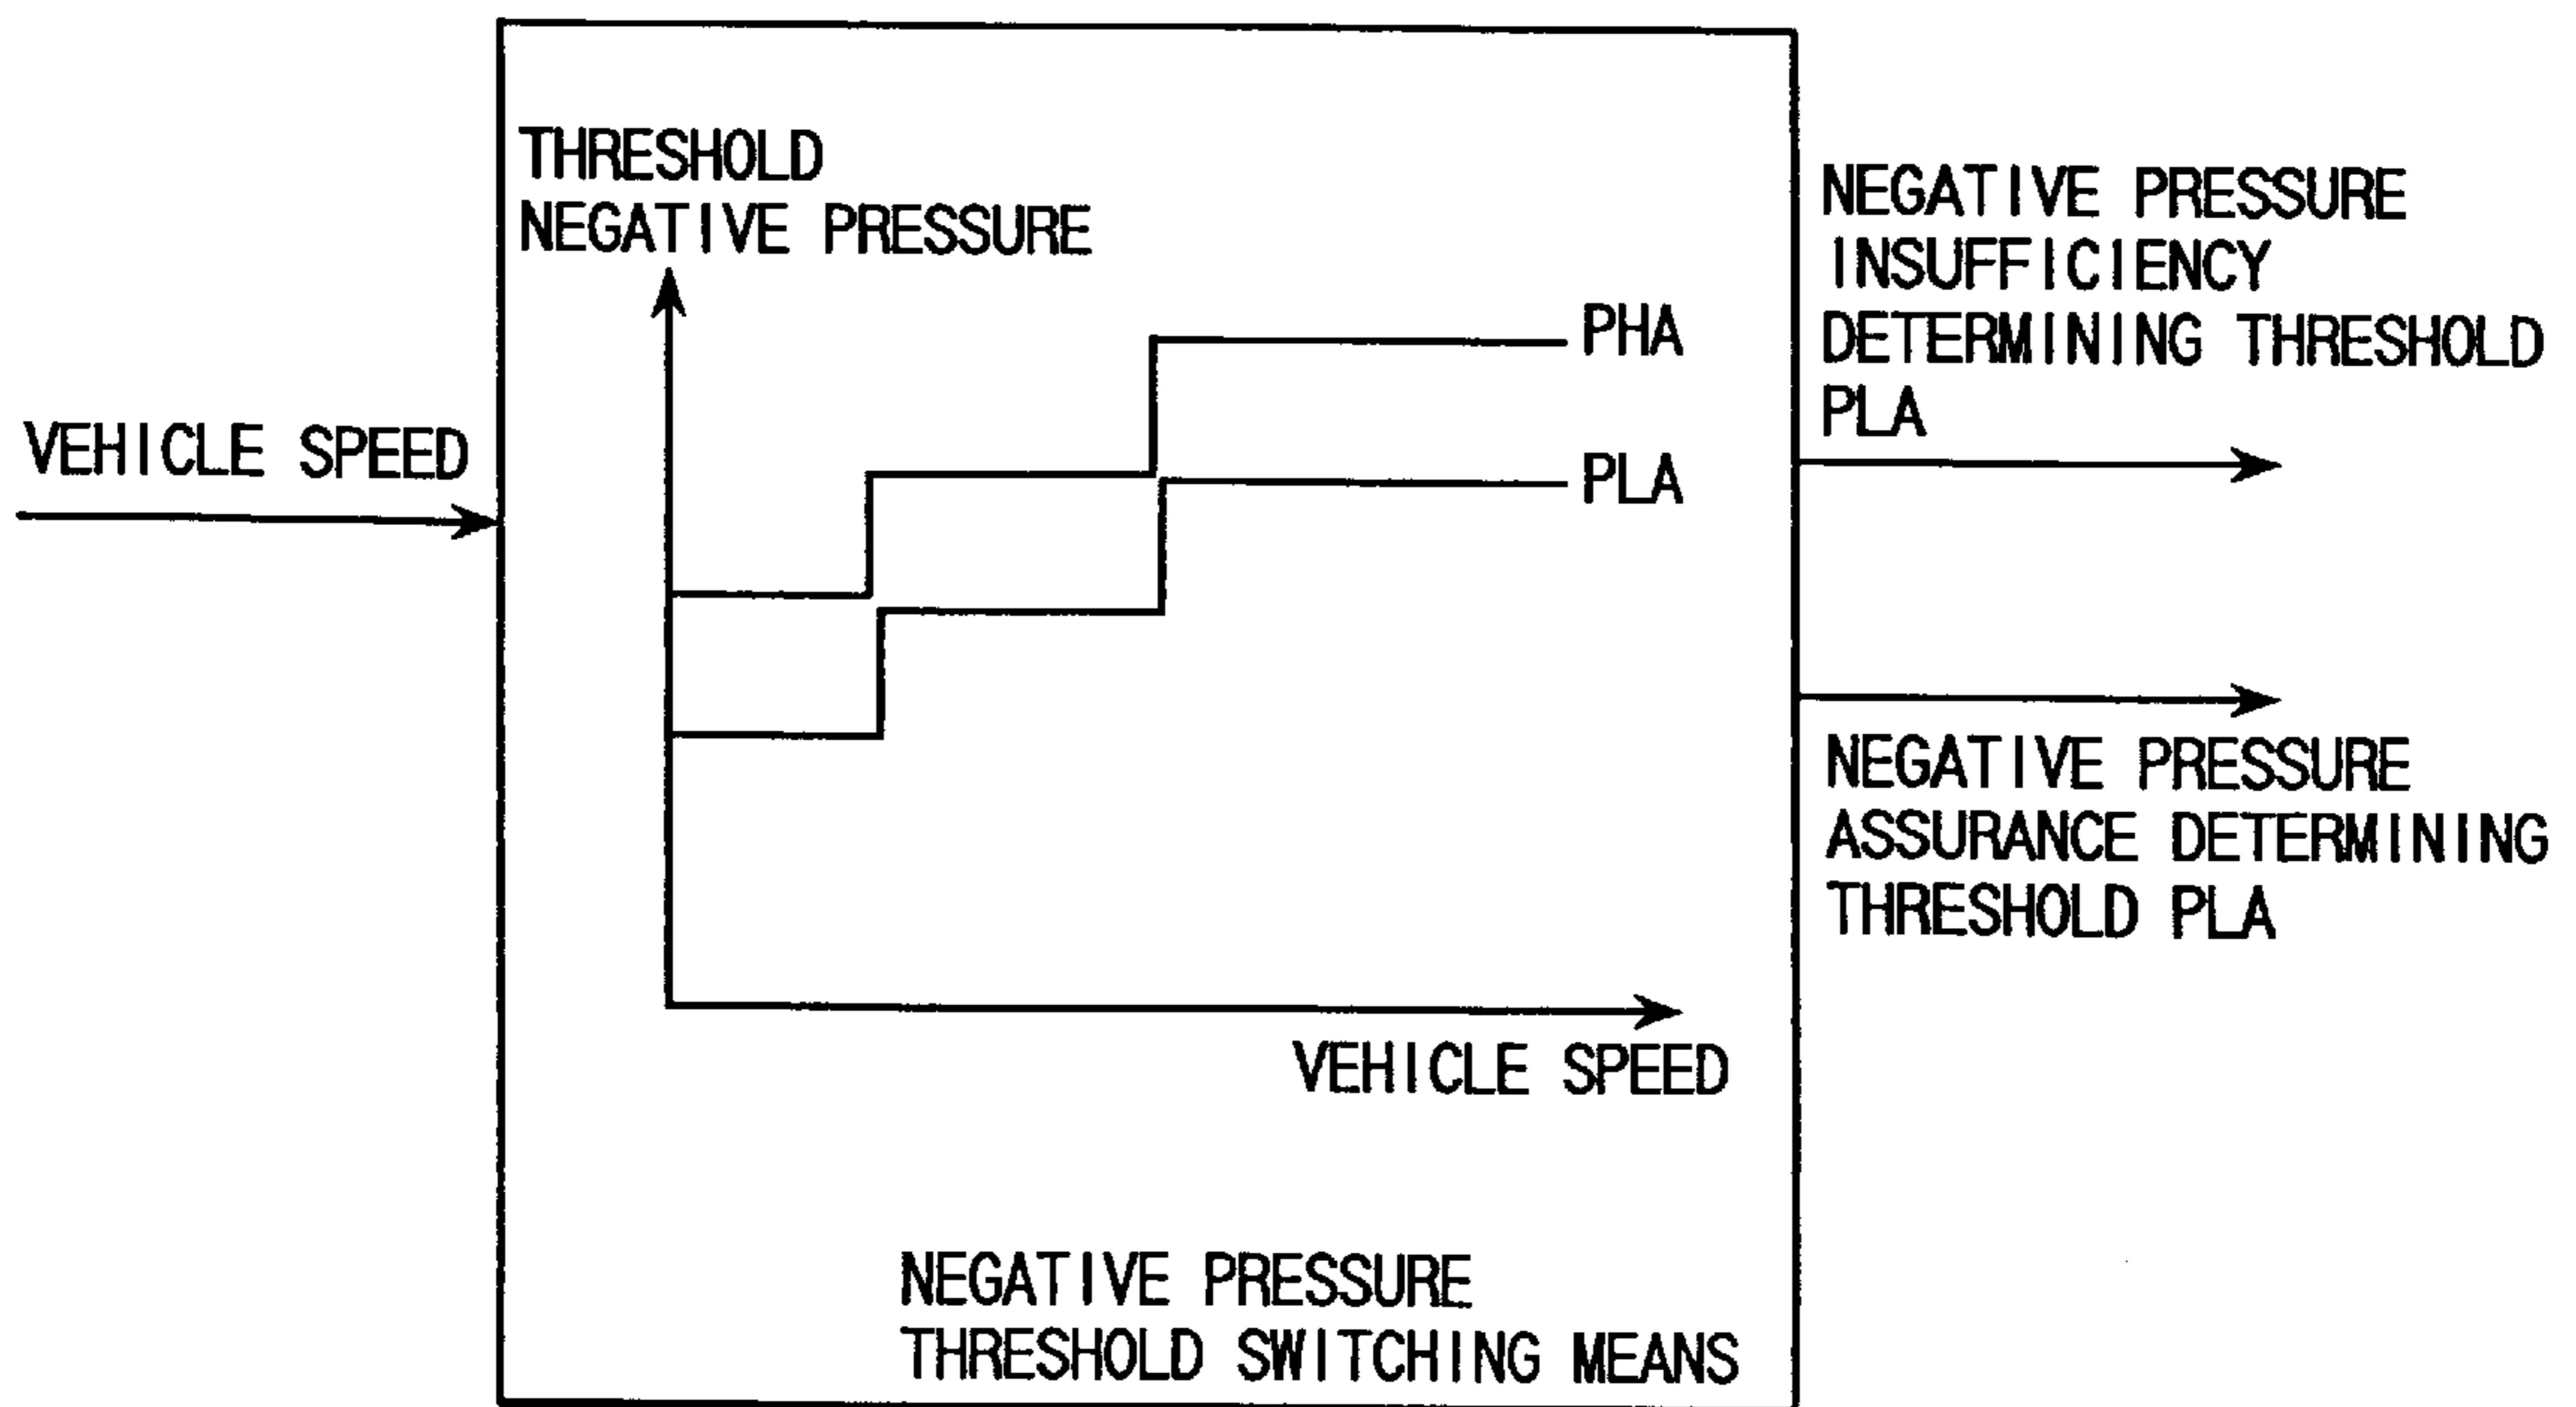 THRESHOLD
NEGATIVE PRESSURE
VEHICLE SPEED
PHA
PLA
VEHICLE SPEED
NEGATIVE PRESSURE
THRESHOLD SWITCHING MEANS
NEGATIVE PRESSURE
INSUFFICIENCY
DETERMINING THRESHOLD
PLA
NEGATIVE PRESSURE
ASSURANCE DETERMINING
THRESHOLD PLA